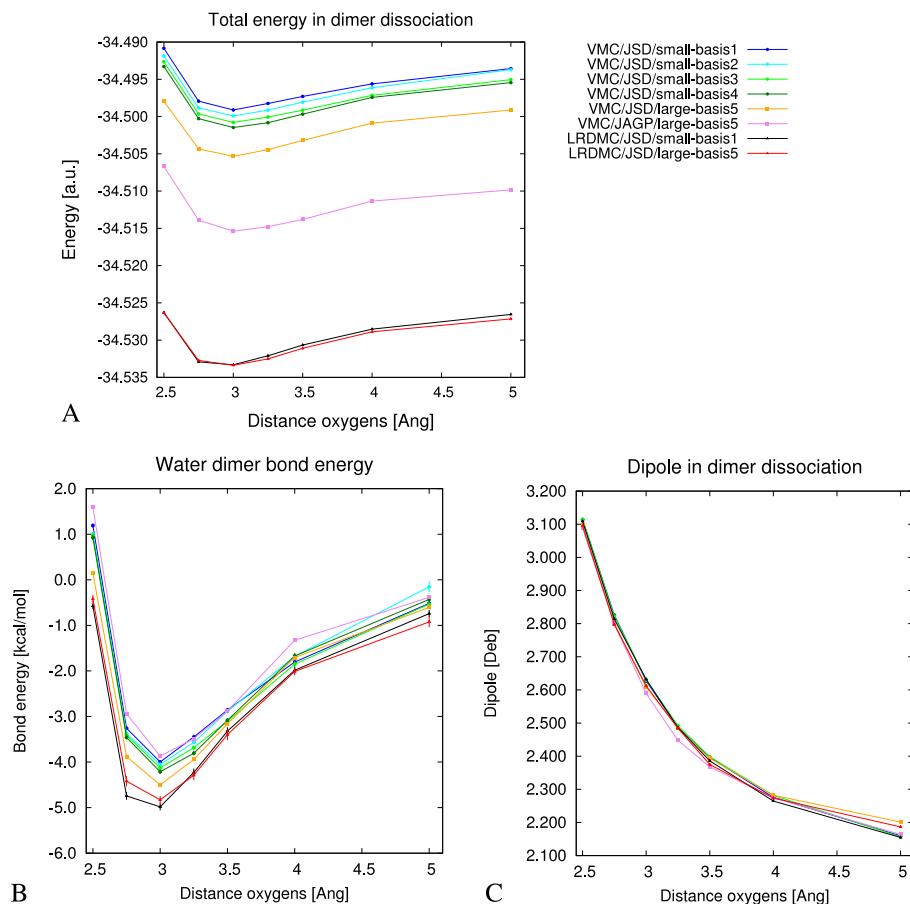 Total energy in dimer dissociation
-34.490
-34.495
-34.500
-34.505
-34.510
-34.515
-34.520
-34.525
-34.530
-34.535
Energy [a.u.]
2.5 3 3.5 4 4.5 5
Distance oxygens [Ang]
A
VMC/JSD/small-basis1
VMC/JSD/small-basis2
VMC/JSD/small-basis3
VMC/JSD/small-basis4
VMC/JSD/large-basis5
VMC/JAGP/large-basis5
LRDMC/JSD/small-basis1
LRDMC/JSD/large-basis5
Water dimer bond energy
2.0
1.0
0.0
-1.0
-2.0
-3.0
-4.0
-5.0
-6.0
Bond energy [kcal/mol]
2.5 3 3.5 4 4.5 5
Distance oxygens [Ang]
B
Dipole in dimer dissociation
3.200
3.100
3.000
2.900
2.800
2.700
2.600
2.500
2.400
2.300
2.200
2.100
Dipole [Deb]
2.5 3 3.5 4 4.5 5
Distance oxygens [Ang]
C